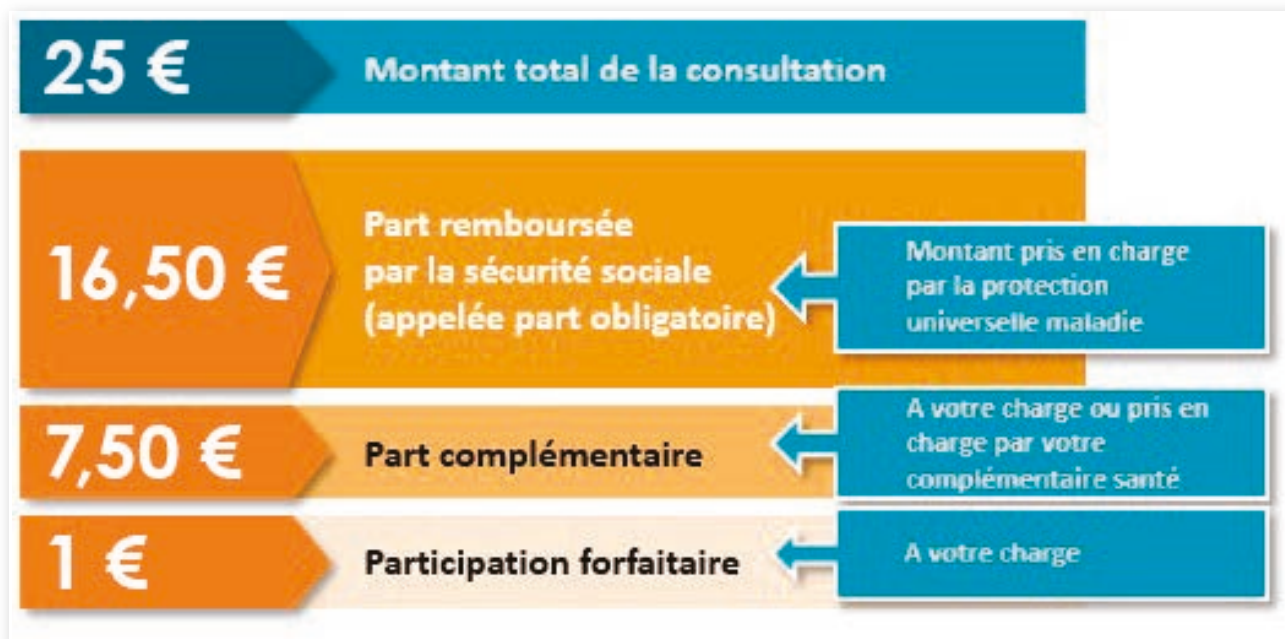 25 €
Montant total de la consultation
16,50 €
Part remboursée
par la sécurité sociale
(appelée part obligatoire)
Montant pris en charge
par la protection
universelle maladie
7,50 €
Part complémentaire
A votre charge ou pris en
charge par votre
complémentaire santé
1 €
Participation forfaitaire
A votre charge